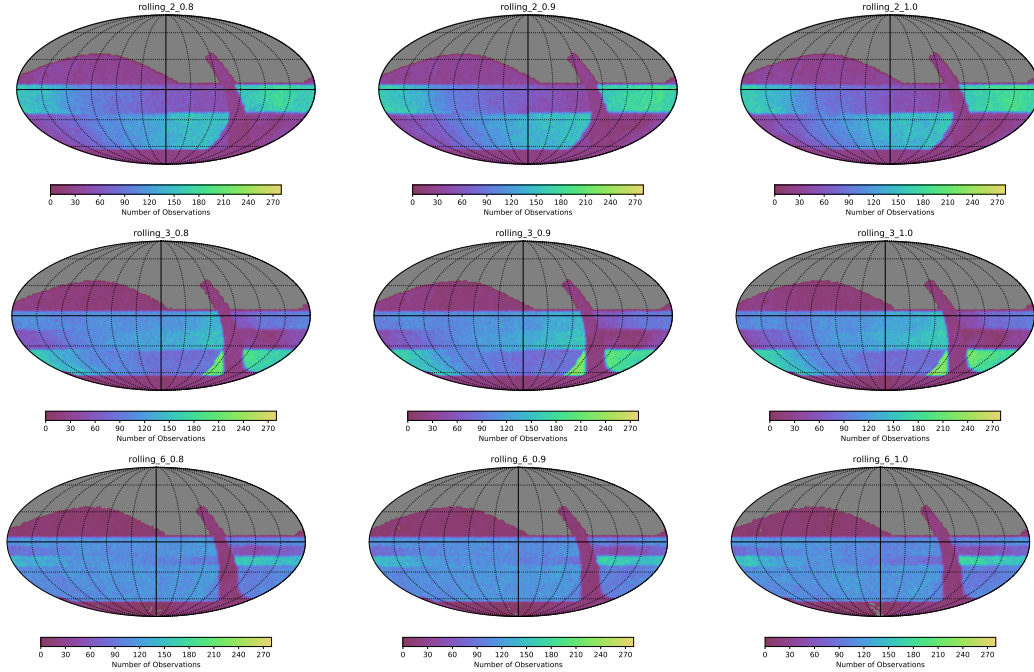 rolling_2_0.8 rolling_2_0.9 rolling_2_1.0
0 30 60 90 120 150 180 210 240 270 0 30 60 90 120 150 180 210 240 270 0 30 60 90 120 150 180 210 240 270
Number of Observations Number of Observations Number of Observations
rolling_3_0.8 rolling_3_0.9 rolling_3_1.0
0 30 60 90 120 150 180 210 240 270 0 30 60 90 120 150 180 210 240 270 0 30 60 90 120 150 180 210 240 270
Number of Observations Number of Observations Number of Observations
rolling_6_0.8 rolling_6_0.9 rolling_6_1.0
0 30 60 90 120 150 180 210 240 270 0 30 60 90 120 150 180 210 240 270 0 30 60 90 120 150 180 210 240 270
Number of Observations Number of Observations Number of Observations